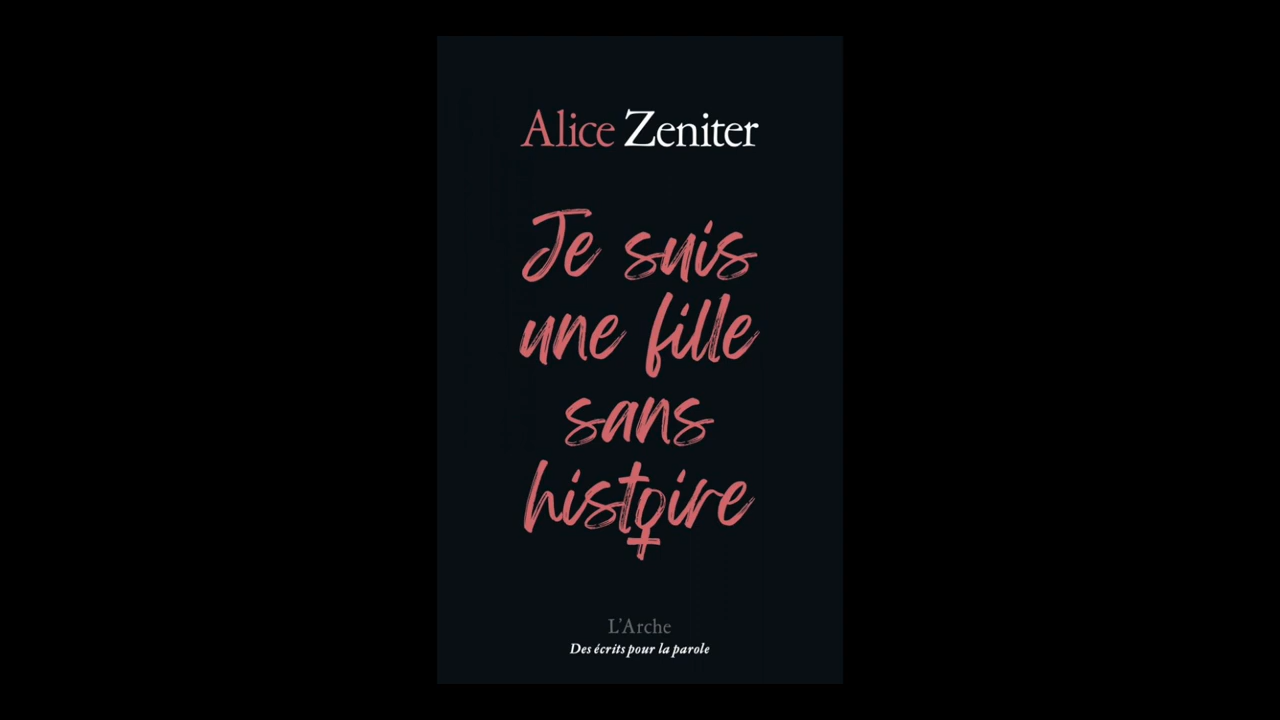 Alice Zeniter
Je suis
une fille
sans
histoire
L'Arche
Des écrits pour la parole